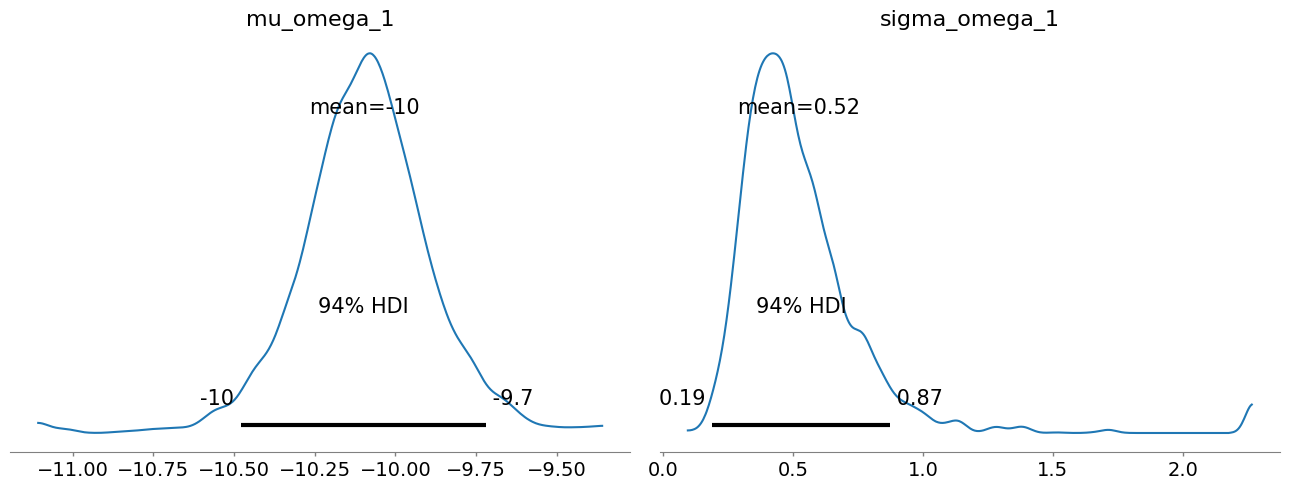 mu_omega_1
mean=-10
94% HDI
-10
-9.7
−11.00 −10.75 −10.50 −10.25 −10.00 −9.75 −9.50
sigma_omega_1
mean=0.52
94% HDI
0.19
0.87
0.0 0.5 1.0 1.5 2.0